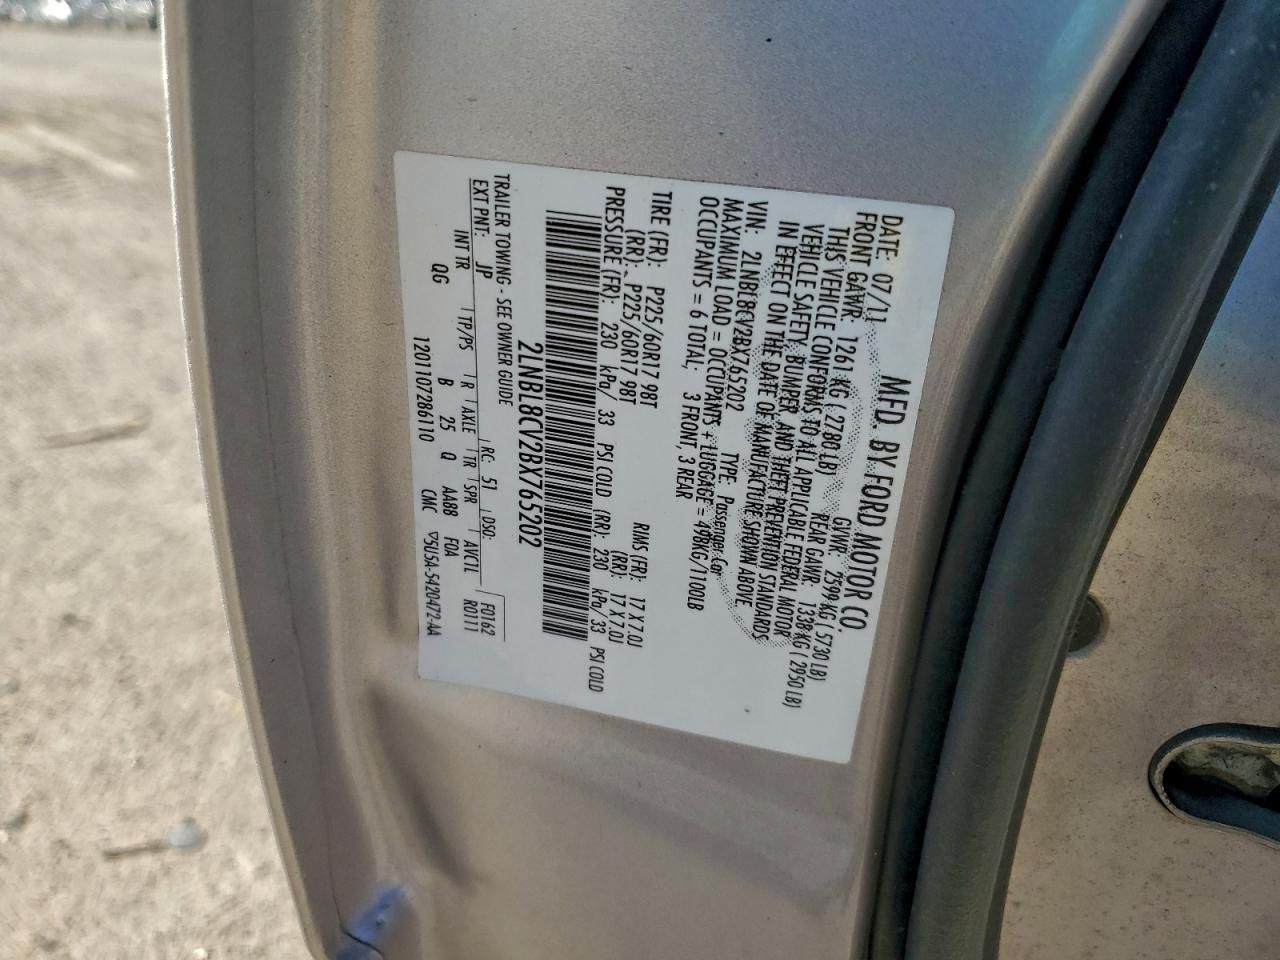 MFD. BY FORD MOTOR CO.
DATE: 07/11 GVWR: 2599 KG ( 5730 LB)
FRONT GAWR: 1261 KG ( 2780 LB) REAR GAWR: 1338 KG ( 2950 LB)
THIS VEHICLE CONFORMS TO ALL APPLICABLE FEDERAL MOTOR
VEHICLE SAFETY, BUMPER, AND THEFT PREVENTION STANDARDS
IN EFFECT ON THE DATE OF MANUFACTURE SHOWN ABOVE.
VIN: 2LNBL8CV2BX765202 TYPE: Passenger Car
MAXIMUM LOAD = OCCUPANTS + LUGGAGE = 498KG/1100LB
OCCUPANTS = 6 TOTAL; 3 FRONT, 3 REAR
TIRE (FR): P225/60R17 98T RIMS (FR): 17 X 7.0J
(RR): P225/60R17 98T (RR): 17 X 7.0J
PRESSURE (FR): 230 kPa/ 33 PSI COLD (RR): 230 kPa/ 33 PSI COLD
2LNBL8CV2BX765202
TRAILER TOWING - SEE OWNER GUIDE
F0162
EXT PNT: JP RC: 51 DSO: R0111
INT TR TP/PS R AXLE TR SPR AVCIL
QG B 25 Q AABB FDA
12011072B6110 CMC ▽5U5A-5420472-AA